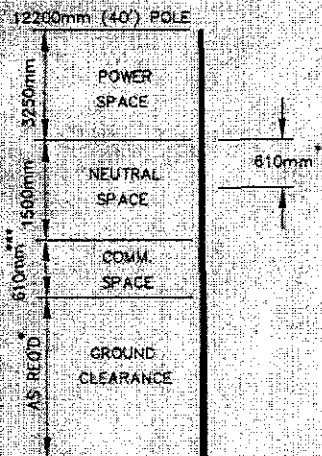 12200mm (40') POLE
3250mm
POWER
SPACE
610mm*
1500mm
NEUTRAL
SPACE
610mm***
COMM.
SPACE
AS REQ'D*
GROUND
CLEARANCE